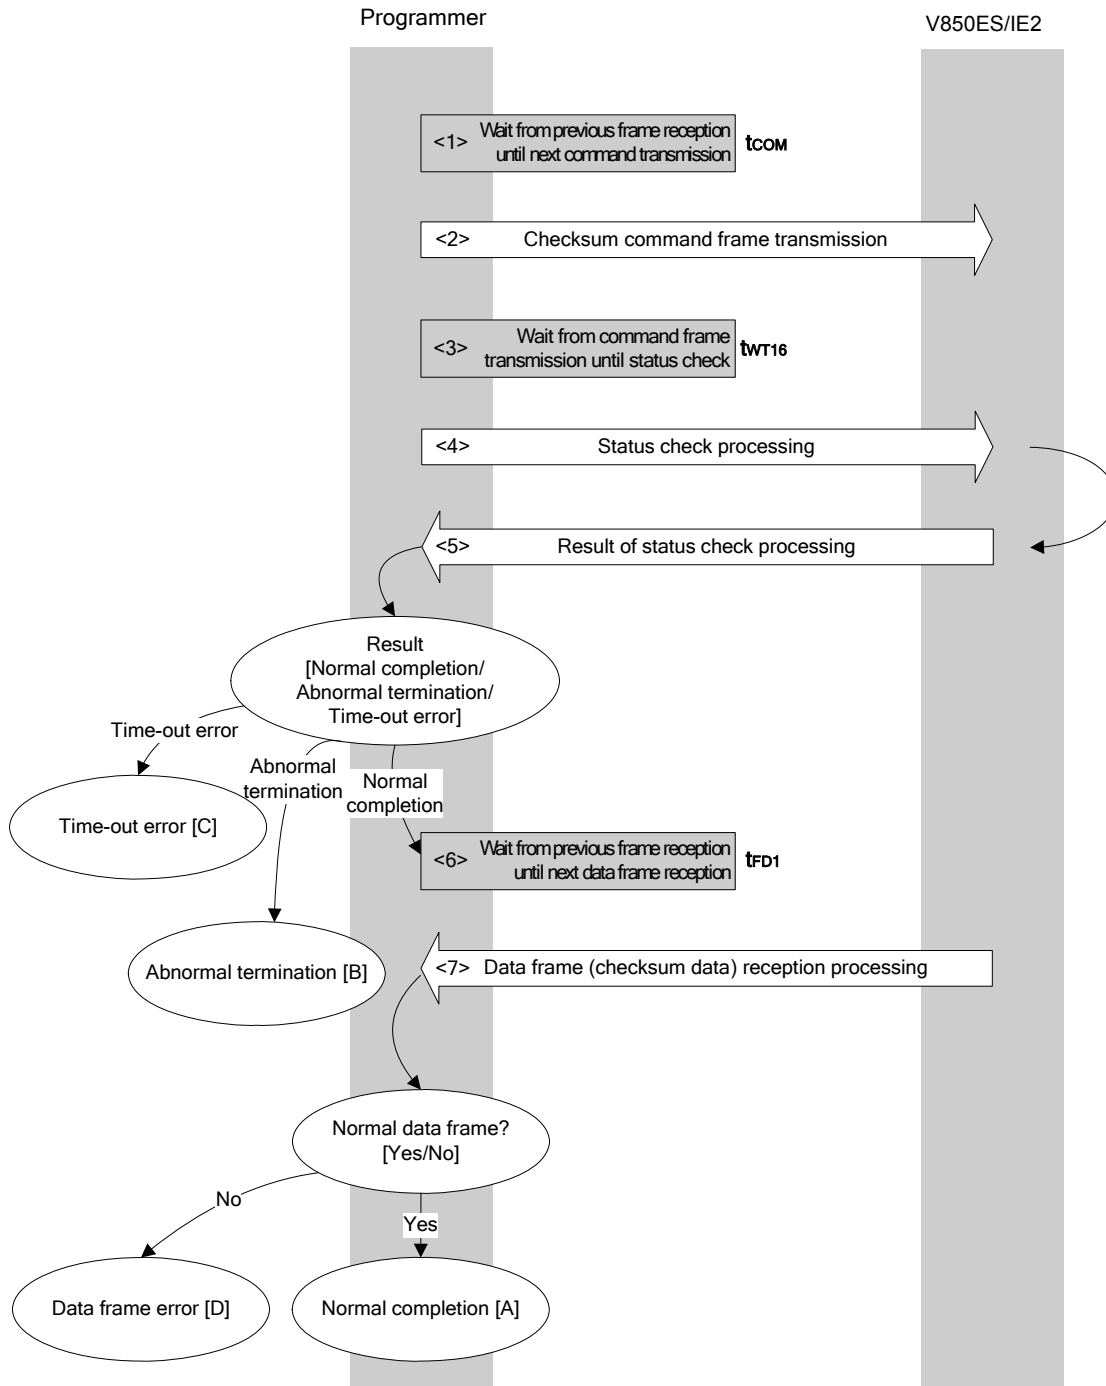 Programmer
V850ES/IE2
<1> Wait from previous frame reception
until next command transmission
tCOM
<2> Checksum command frame transmission
<3> Wait from command frame
transmission until status check
tWT16
<4> Status check processing
<5> Result of status check processing
Result
[Normal completion/
Abnormal termination/
Time-out error]
Time-out error
Abnormal
termination
Normal
completion
Time-out error [C]
<6> Wait from previous frame reception
until next data frame reception
tFD1
Abnormal termination [B]
<7> Data frame (checksum data) reception processing
Normal data frame?
[Yes/No]
No
Yes
Data frame error [D]
Normal completion [A]